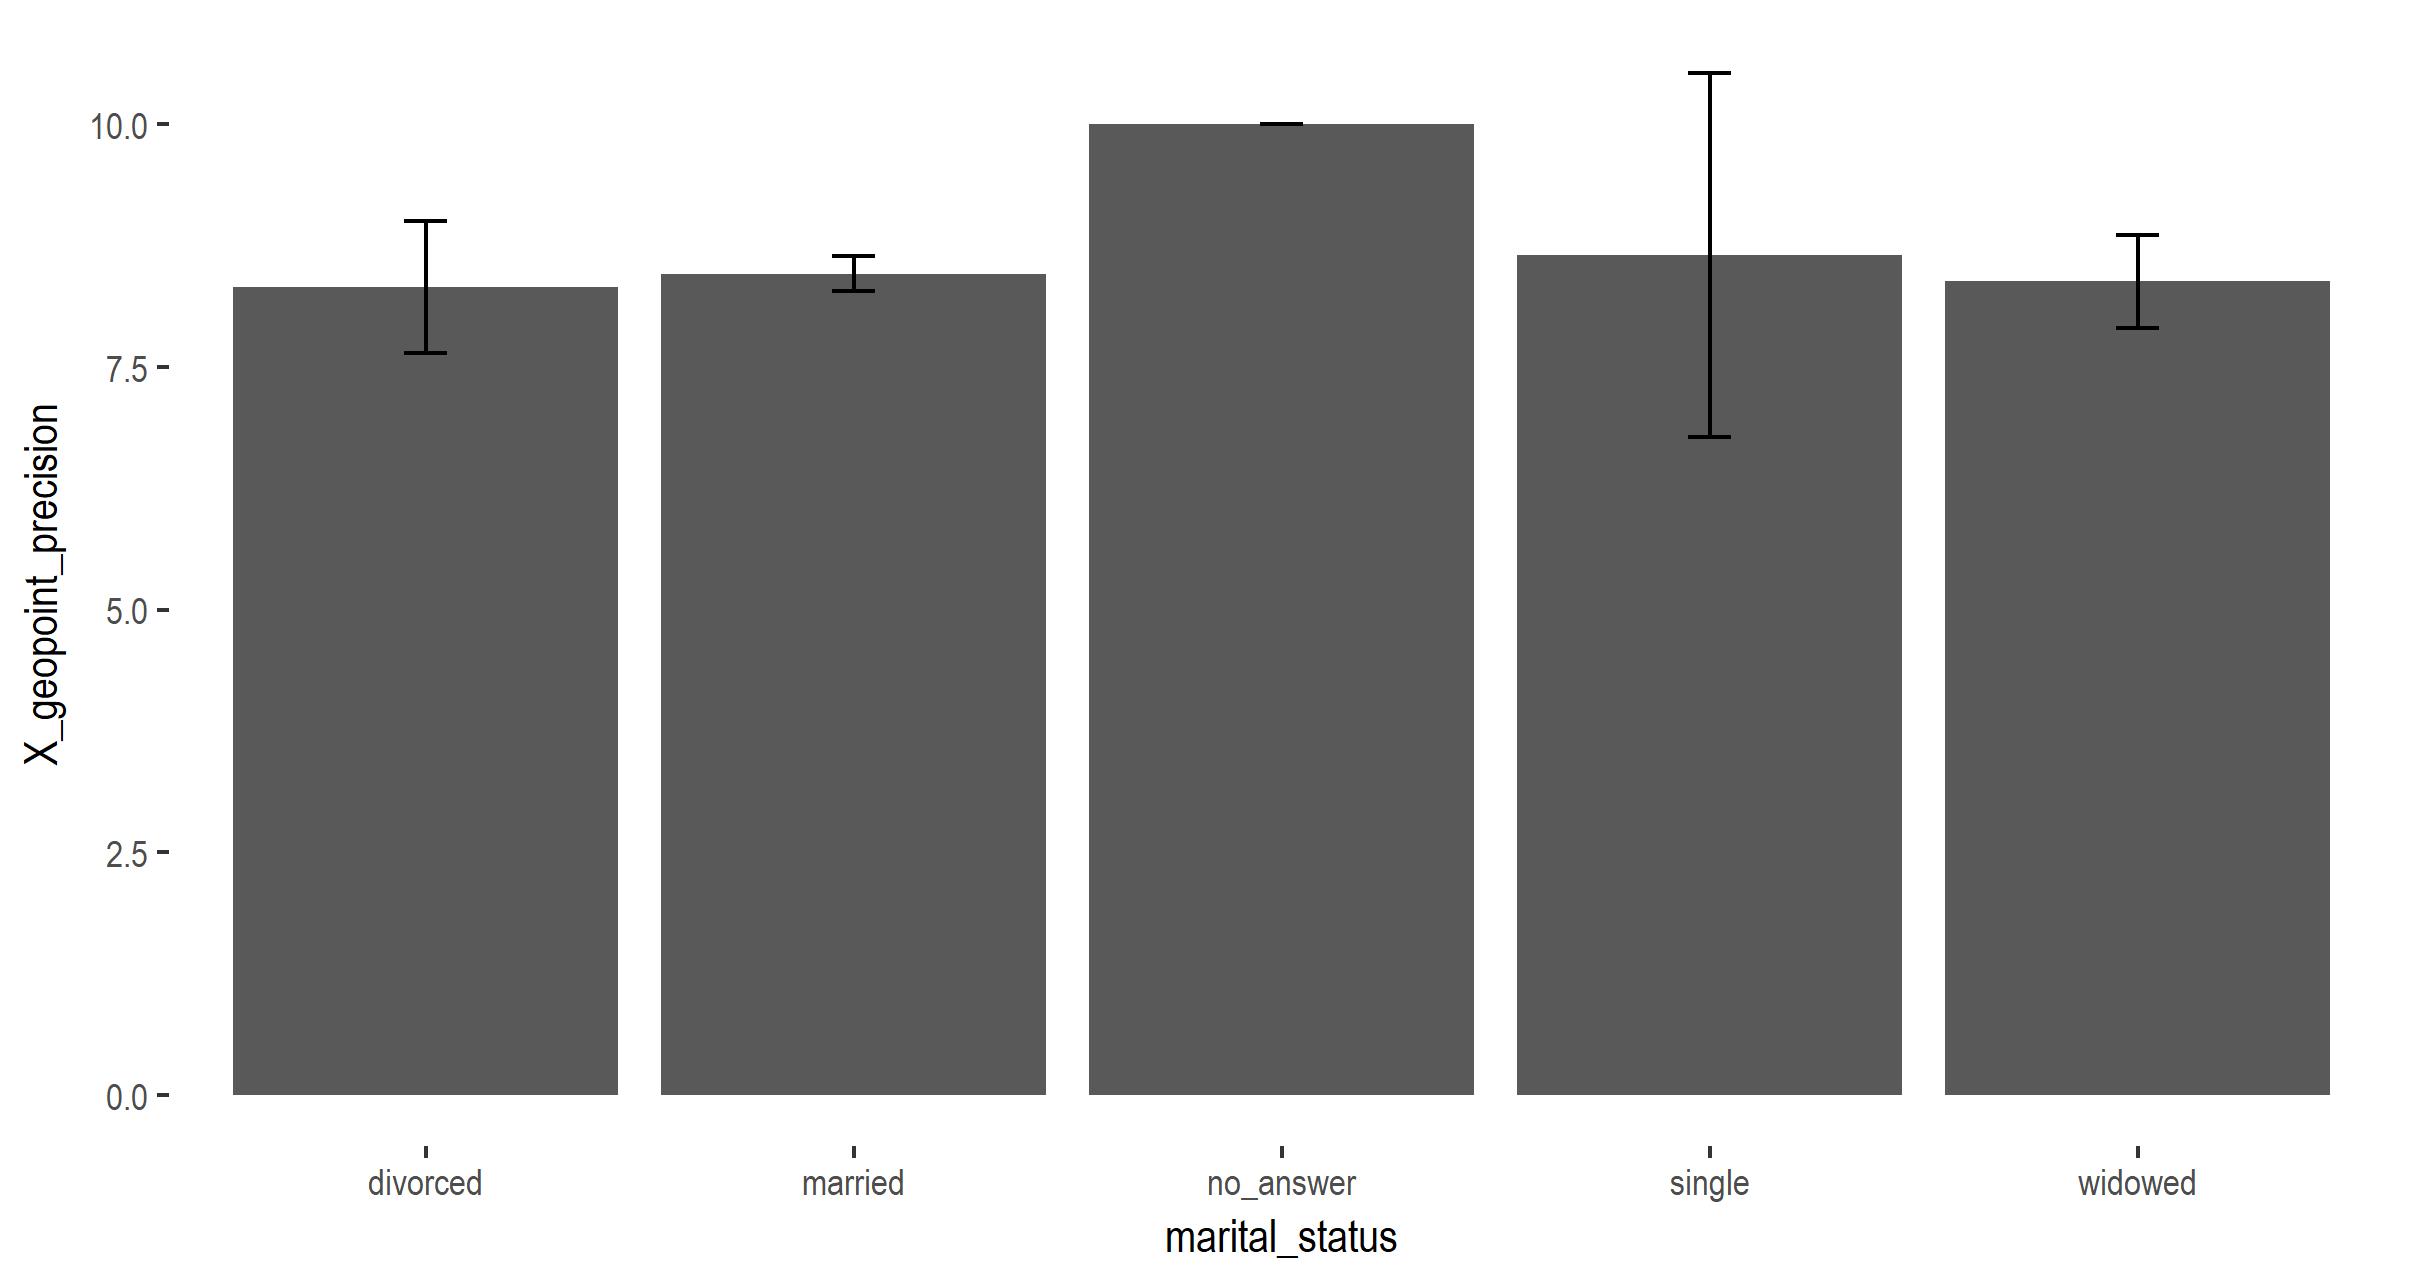 X_geopoint_precision
10.0
7.5
5.0
2.5
0.0
divorced
married
no_answer
single
widowed
marital_status